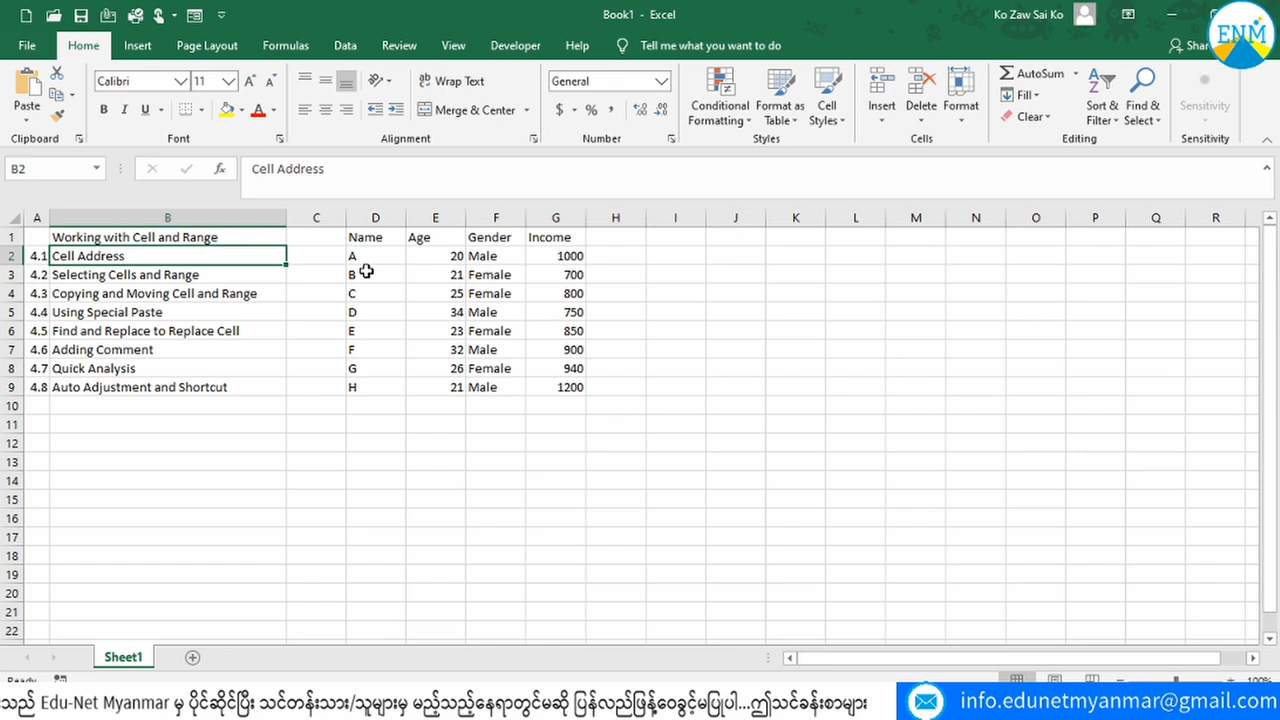 Book1 - Excel
Ko Zaw Sai Ko
ENM
File Home Insert Page Layout Formulas Data Review View Developer Help Tell me what you want to do
Calibri 11
Wrap Text
General
AutoSum
Fill
Clear
Paste
B I U
A A
Merge & Center
$ % ,
Conditional Formatting
Format as Table
Cell Styles
Insert Delete Format
Sort & Filter
Find & Select
Sensitivity
Clipboard Font Alignment Number Styles Cells Editing Sensitivity
B2 fx Cell Address
A B C D E F G H I J K L M N O P Q R
1 Working with Cell and Range Name Age Gender Income
2 4.1 Cell Address A 20 Male 1000
3 4.2 Selecting Cells and Range B 21 Female 700
4 4.3 Copying and Moving Cell and Range C 25 Female 800
5 4.4 Using Special Paste D 34 Male 750
6 4.5 Find and Replace to Replace Cell E 23 Female 850
7 4.6 Adding Comment F 32 Male 900
8 4.7 Quick Analysis G 26 Female 940
9 4.8 Auto Adjustment and Shortcut H 21 Male 1200
10
11
12
13
14
15
16
17
18
19
20
21
22
Sheet1
Ready 100%
းသည် Edu-Net Myanmar မှ ပိုင်ဆိုင်ပြီး သင်တန်းသား/သူများမှ မည့်သည့်နေရာတွင်မဆို ပြန်လည်ဖြန့်ဝေခွင့်မပြုပါ...ဤသင်ခန်းစာများ
info.edunetmyanmar@gmail.com